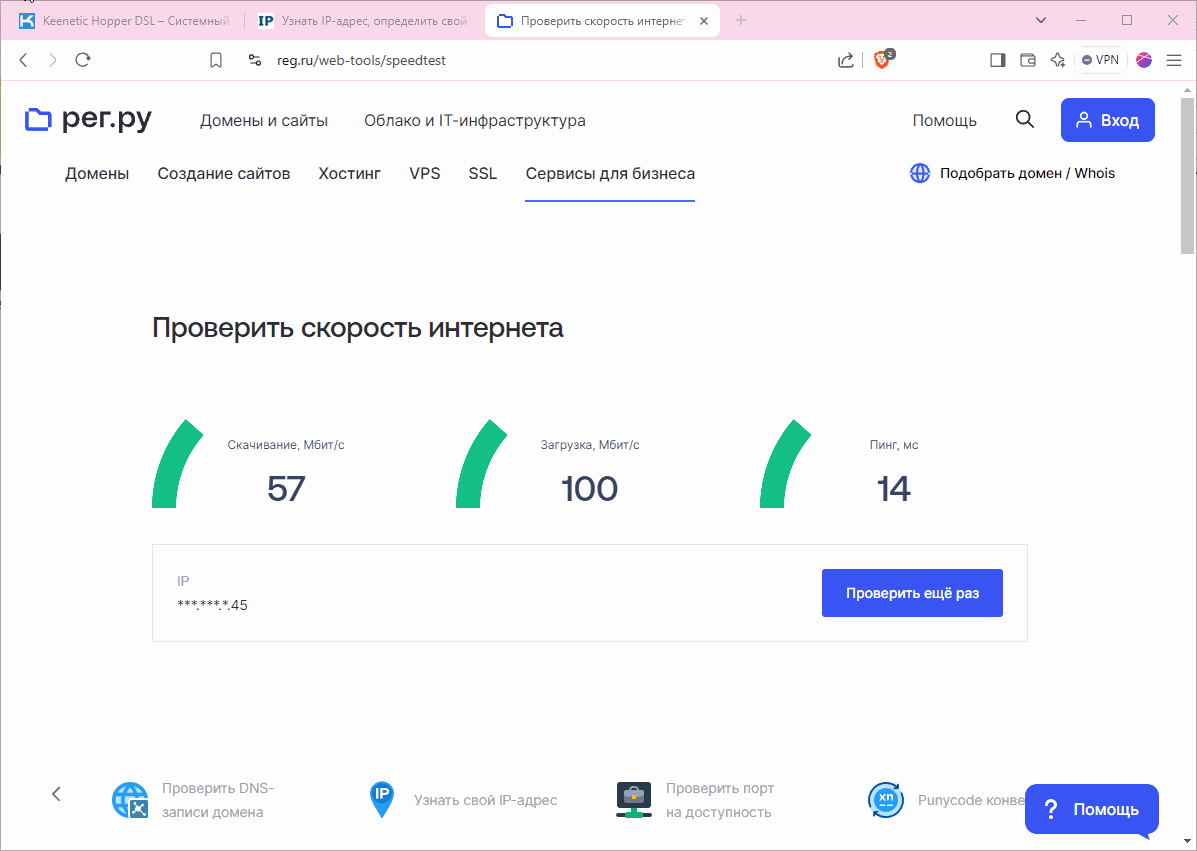 Keenetic Hopper DSL – Системный
IP Узнать IP-адрес, определить свой
Проверить скорость интернет
reg.ru/web-tools/speedtest
2
VPN
рег.ру
Домены и сайты
Облако и IT-инфраструктура
Помощь
Вход
Домены
Создание сайтов
Хостинг
VPS
SSL
Сервисы для бизнеса
Подобрать домен / Whois
Проверить скорость интернета
Скачивание, Мбит/с
57
Загрузка, Мбит/с
100
Пинг, мс
14
IP
***.***.*.45
Проверить ещё раз
Проверить DNS-
записи домена
IP
Узнать свой IP-адрес
Проверить порт
на доступность
xn
Punycode конве
? Помощь